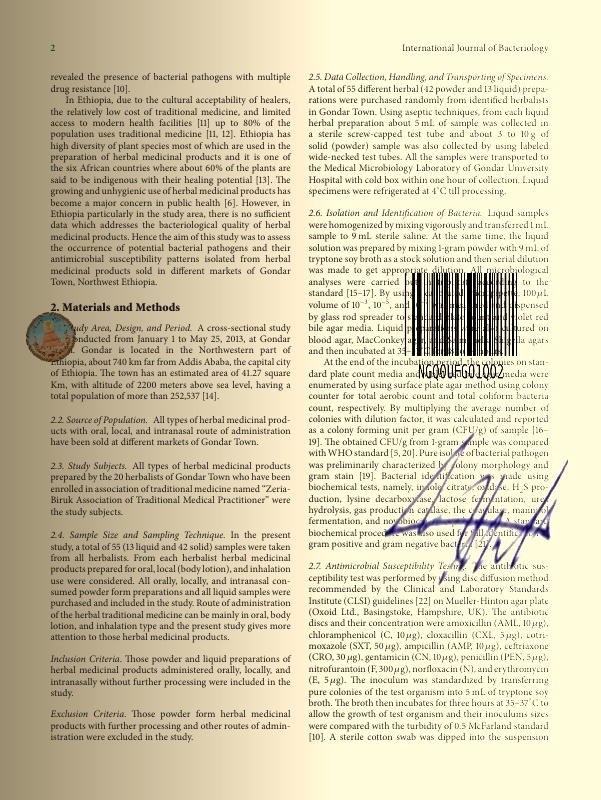 2
International Journal of Bacteriology
revealed the presence of bacterial pathogens with multiple
drug resistance [10].
In Ethiopia, due to the cultural acceptability of healers,
the relatively low cost of traditional medicine, and limited
access to modern health facilities [11] up to 80% of the
population uses traditional medicine [11, 12]. Ethiopia has
high diversity of plant species most of which are used in the
preparation of herbal medicinal products and it is one of
the six African countries where about 60% of the plants are
said to be indigenous with their healing potential [13]. The
growing and unhygienic use of herbal medicinal products has
become a major concern in public health [6]. However, in
Ethiopia particularly in the study area, there is no sufficient
data which addresses the bacteriological quality of herbal
medicinal products. Hence the aim of this study was to assess
the occurrence of potential bacterial pathogens and their
antimicrobial susceptibility patterns isolated from herbal
medicinal products sold in different markets of Gondar
Town, Northwest Ethiopia.
2. Materials and Methods
Study Area, Design, and Period. A cross-sectional study
conducted from January 1 to May 25, 2013, at Gondar
Gondar is located in the Northwestern part of
Ethiopia, about 740 km far from Addis Ababa, the capital city
of Ethiopia. The town has an estimated area of 41.27 square
Km, with altitude of 2200 meters above sea level, having a
total population of more than 252,537 [14].
2.2. Source of Population. All types of herbal medicinal prod-
ucts with oral, local, and intranasal route of administration
have been sold at different markets of Gondar Town.
2.3. Study Subjects. All types of herbal medicinal products
prepared by the 20 herbalists of Gondar Town who have been
enrolled in association of traditional medicine named “Zeria-
Biruk Association of Traditional Medical Practitioner” were
the study subjects.
2.4. Sample Size and Sampling Technique. In the present
study, a total of 55 (13 liquid and 42 solid) samples were taken
from all herbalists. From each herbalist herbal medicinal
products prepared for oral, local (body lotion), and inhalation
use were considered. All orally, locally, and intranasal con-
sumed powder form preparations and all liquid samples were
purchased and included in the study. Route of administration
of the herbal traditional medicine can be mainly in oral, body
lotion, and inhalation type and the present study gives more
attention to those herbal medicinal products.
Inclusion Criteria. Those powder and liquid preparations of
herbal medicinal products administered orally, locally, and
intranasally without further processing were included in the
study.
Exclusion Criteria. Those powder form herbal medicinal
products with further processing and other routes of admin-
istration were excluded in the study.
2.5. Data Collection, Handling, and Transporting of Specimens.
A total of 55 different herbal (42 powder and 13 liquid) prepa-
rations were purchased randomly from identified herbalists
in Gondar Town. Using aseptic techniques, from each liquid
herbal preparation about 5 mL of sample was collected in
a sterile screw-capped test tube and about 3 to 10 g of
solid (powder) sample was also collected by using labeled
wide-necked test tubes. All the samples were transported to
the Medical Microbiology Laboratory of Gondar University
Hospital with cold box within one hour of collection. Liquid
specimens were refrigerated at 4°C till processing.
2.6. Isolation and Identification of Bacteria. Liquid samples
were homogenized by mixing vigorously and transferred 1 mL
sample to 9 mL sterile saline. At the same time, the liquid
solution was prepared by mixing 1-gram powder with 9 mL of
tryptone soy broth as a stock solution and then serial dilution
was made to get appropriate dilution. All microbiological
analyses were carried out to the
standard [15–17]. By using 100 μL
volume of 10⁻³, 10⁻⁵, and dispensed
by glass rod spreader to violet red
bile agar media. Liquid cultured on
blood agar, MacConkey agar, agars
and then incubated at 35–
NGQ0UFG01Q02
At the end of the incubation period, the colonies on stan-
dard plate count media and media were
enumerated by using surface plate agar method using colony
counter for total aerobic count and total coliform bacteria
count, respectively. By multiplying the average number of
colonies with dilution factor, it was calculated and reported
as a colony forming unit per gram (CFU/g) of sample [16–
19]. The obtained CFU/g from 1-gram sample was compared
with WHO standard [5, 20]. Pure isolate of bacterial pathogen
was preliminarily characterized by colony morphology and
gram stain [19]. Bacterial identification was made using
biochemical tests, namely, indole, citrate, oxidase, H₂S pro-
duction, lysine decarboxylase, lactose fermentation, urea
hydrolysis, gas production, catalase, the coagulase, mannitol
fermentation, and novobiocin A standard
biochemical procedure was also used for full identification of
gram positive and gram negative bacteria [21].
2.7. Antimicrobial Susceptibility Testing. The antibiotic sus-
ceptibility test was performed by using disc diffusion method
recommended by the Clinical and Laboratory Standards
Institute (CLSI) guidelines [22] on Mueller-Hinton agar plate
(Oxoid Ltd., Basingstoke, Hampshire, UK). The antibiotic
discs and their concentration were amoxicillin (AML, 10 μg),
chloramphenicol (C, 10 μg), cloxacillin (CXL, 5 μg), cotri-
moxazole (SXT, 50 μg), ampicillin (AMP, 10 μg), ceftriaxone
(CRO, 30 μg), gentamicin (CN, 10 μg), penicillin (PEN, 5 μg),
nitrofurantoin (F, 300 μg), norfloxacin (N), and erythromycin
(E, 5 μg). The inoculum was standardized by transferring
pure colonies of the test organism into 5 mL of tryptone soy
broth. The broth then incubates for three hours at 35–37°C to
allow the growth of test organism and their inoculums sizes
were compared with the turbidity of 0.5 McFarland standard
[10]. A sterile cotton swab was dipped into the suspension